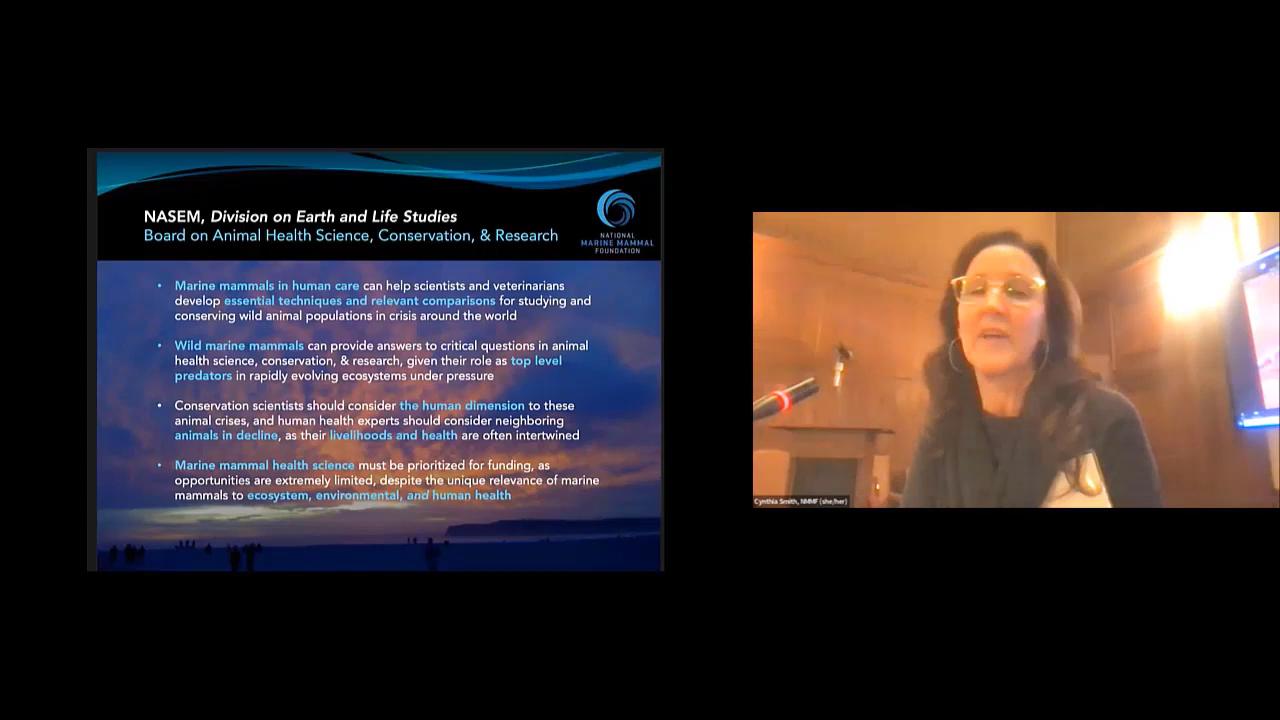 NASEM, Division on Earth and Life Studies
Board on Animal Health Science, Conservation, & Research
NATIONAL
MARINE MAMMAL
FOUNDATION
• Marine mammals in human care can help scientists and veterinarians
develop essential techniques and relevant comparisons for studying and
conserving wild animal populations in crisis around the world
• Wild marine mammals can provide answers to critical questions in animal
health science, conservation, & research, given their role as top level
predators in rapidly evolving ecosystems under pressure
• Conservation scientists should consider the human dimension to these
animal crises, and human health experts should consider neighboring
animals in decline, as their livelihoods and health are often intertwined
• Marine mammal health science must be prioritized for funding, as
opportunities are extremely limited, despite the unique relevance of marine
mammals to ecosystem, environmental, and human health
Cynthia Smith, NMMF (she/her)